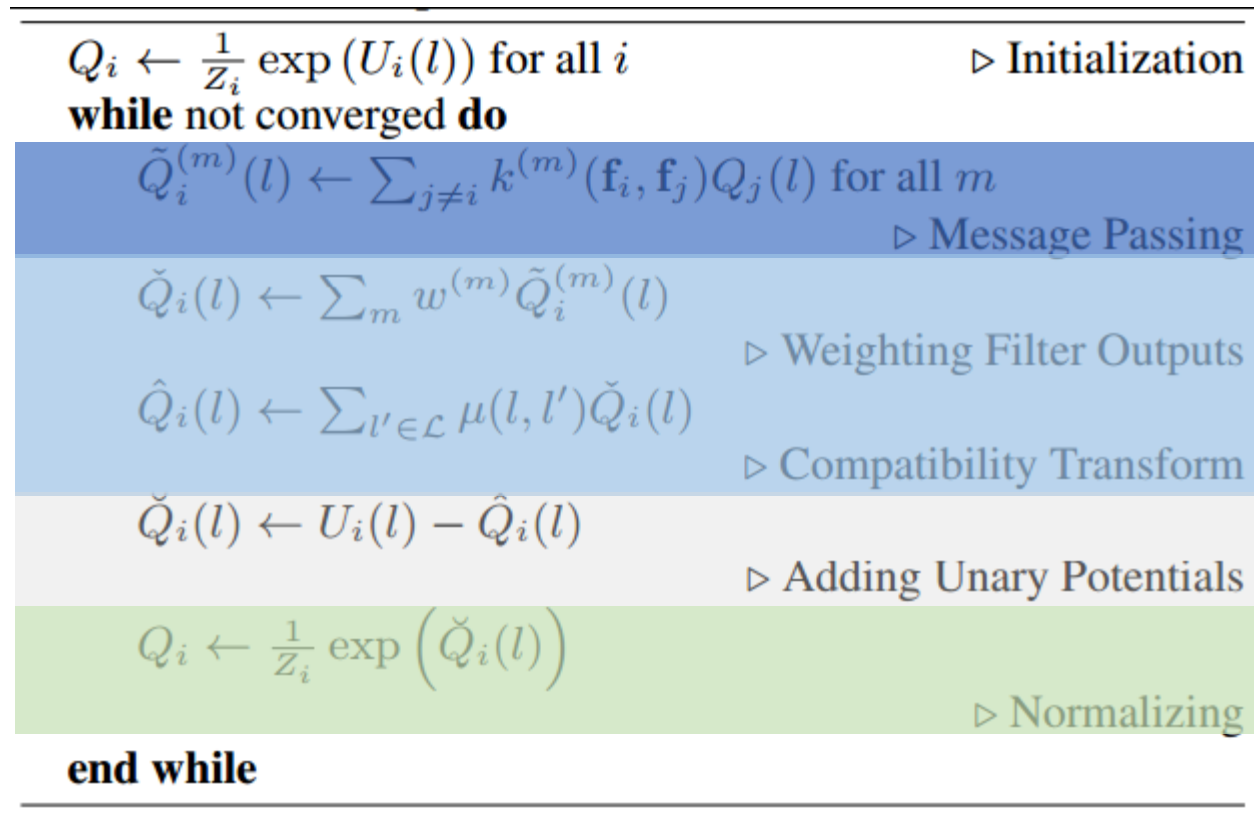 Q_i ← 1/Z_i exp (U_i(l)) for all i ▷ Initialization
while not converged do
Q̃_i^(m)(l) ← ∑_{j≠i} k^(m)(f_i, f_j)Q_j(l) for all m
▷ Message Passing
Q̌_i(l) ← ∑_m w^(m) Q̃_i^(m)(l)
▷ Weighting Filter Outputs
Q̂_i(l) ← ∑_{l'∈ℒ} μ(l, l')Q̌_i(l)
▷ Compatibility Transform
Q̆_i(l) ← U_i(l) − Q̂_i(l)
▷ Adding Unary Potentials
Q_i ← 1/Z_i exp (Q̆_i(l))
▷ Normalizing
end while